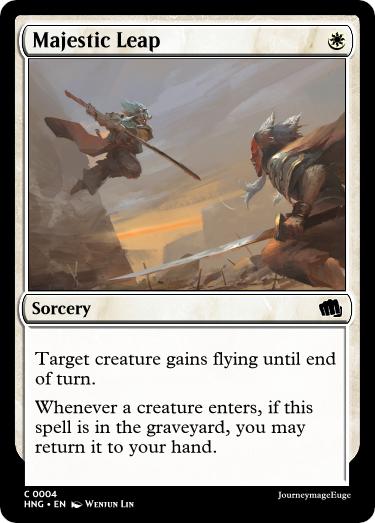 Majestic Leap
Sorcery
Target creature gains flying until end
of turn.
Whenever a creature enters, if this
spell is in the graveyard, you may
return it to your hand.
C 0004
HNG • EN Wenjun Lin
JourneymageEuge